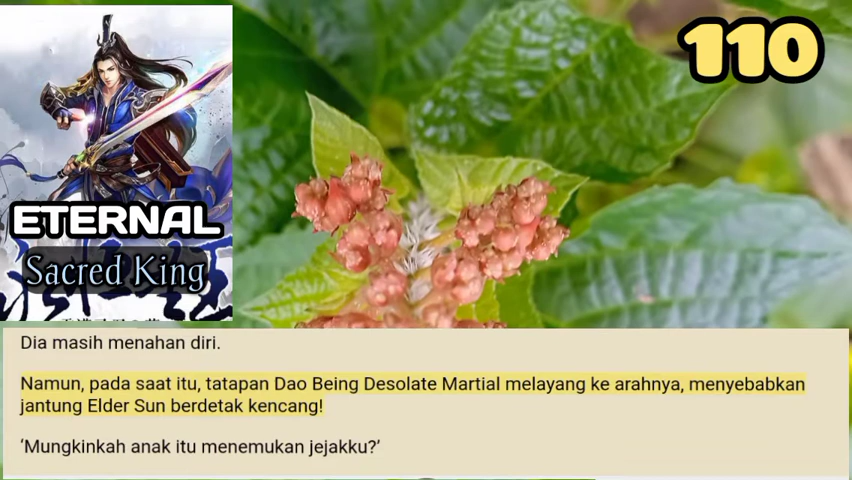 110
ETERNAL
Sacred King
Dia masih menahan diri.
Namun, pada saat itu, tatapan Dao Being Desolate Martial melayang ke arahnya, menyebabkan
jantung Elder Sun berdetak kencang!
‘Mungkinkah anak itu menemukan jejakku?’